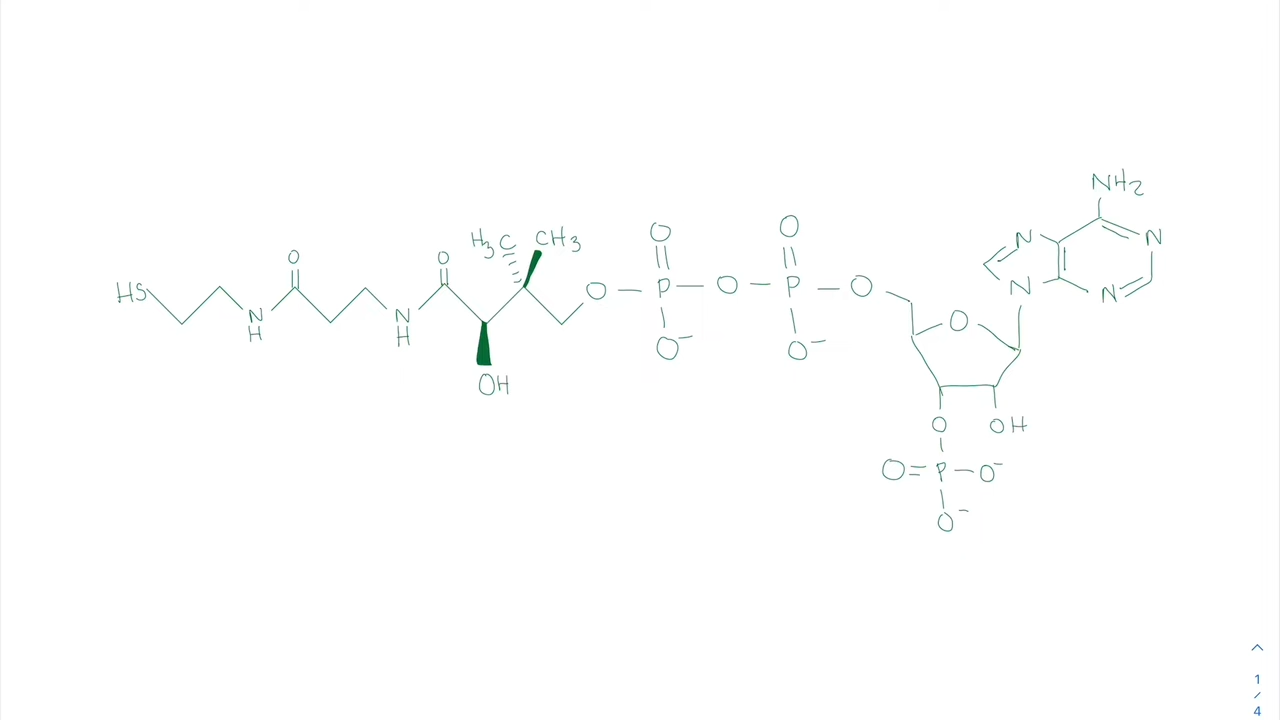 NH2
H3C CH3
O O O O
N N
HS N H O P O P O N N
N H O
O- O-
OH
O OH
O=P-O-
O-
^
1
/
4